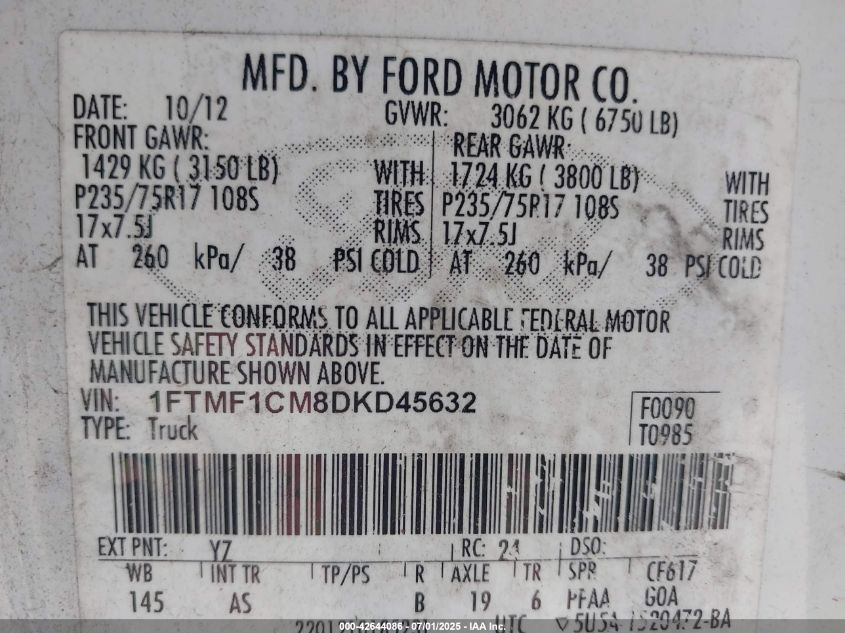 MFD. BY FORD MOTOR CO.
DATE: 10/12 GVWR: 3062 KG ( 6750 LB)
FRONT GAWR: REAR GAWR:
1429 KG ( 3150 LB) WITH 1724 KG ( 3800 LB) WITH
P235/75R17 108S TIRES P235/75R17 108S TIRES
17x7.5J RIMS 17x7.5J RIMS
AT 260 kPa/ 38 PSI COLD AT 260 kPa/ 38 PSI COLD
THIS VEHICLE CONFORMS TO ALL APPLICABLE FEDERAL MOTOR
VEHICLE SAFETY STANDARDS IN EFFECT ON THE DATE OF
MANUFACTURE SHOWN ABOVE.
VIN: 1FTMF1CM8DKD45632 F0090
TYPE: Truck T0985
EXT PNT: YZ RC: 21 DSO:
WB INT TR TP/PS R AXLE TR SPR CF617
145 AS B 19 6 PFAA GOA
UTC
000-42644086 - 07/01/2025 - IAA Inc.